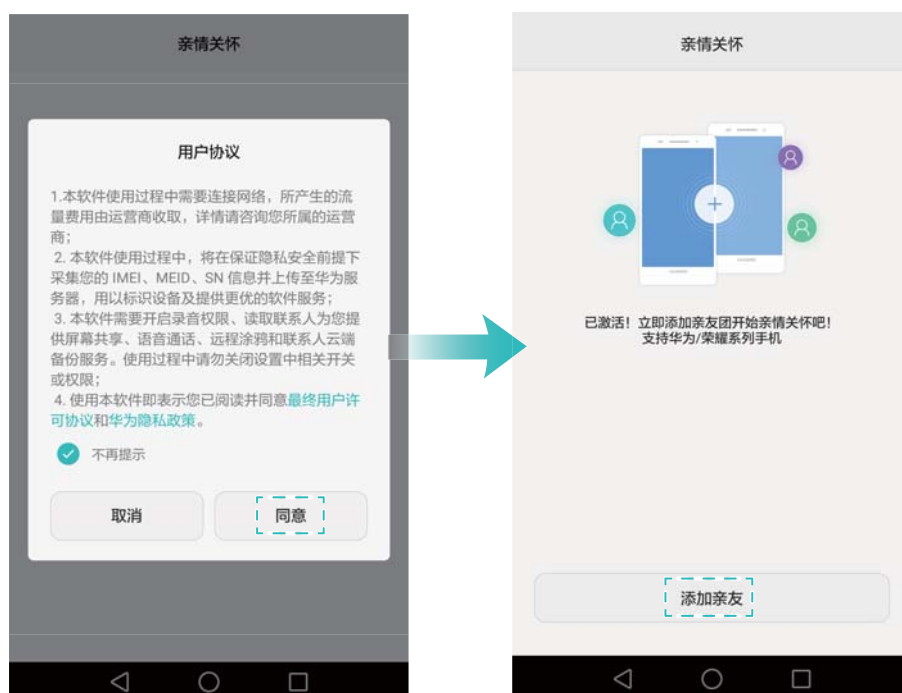 亲情关怀
用户协议
1.本软件使用过程中需要连接网络，所产生的流
量费用由运营商收取，详情请咨询您所属的运营
商；
2. 本软件使用过程中，将在保证隐私安全前提下
采集您的 IMEI、MEID、SN 信息并上传至华为服
务器，用以标识设备及提供更优的软件服务；
3. 本软件需要开启录音权限、读取联系人为您提
供屏幕共享、语音通话、远程涂鸦和联系人云端
备份服务。使用过程中请勿关闭设置中相关开关
或权限；
4. 使用本软件即表示您已阅读并同意最终用户许
可协议和华为隐私政策。
不再提示
取消
同意
亲情关怀
已激活！立即添加亲友团开始亲情关怀吧！
支持华为/荣耀系列手机
添加亲友